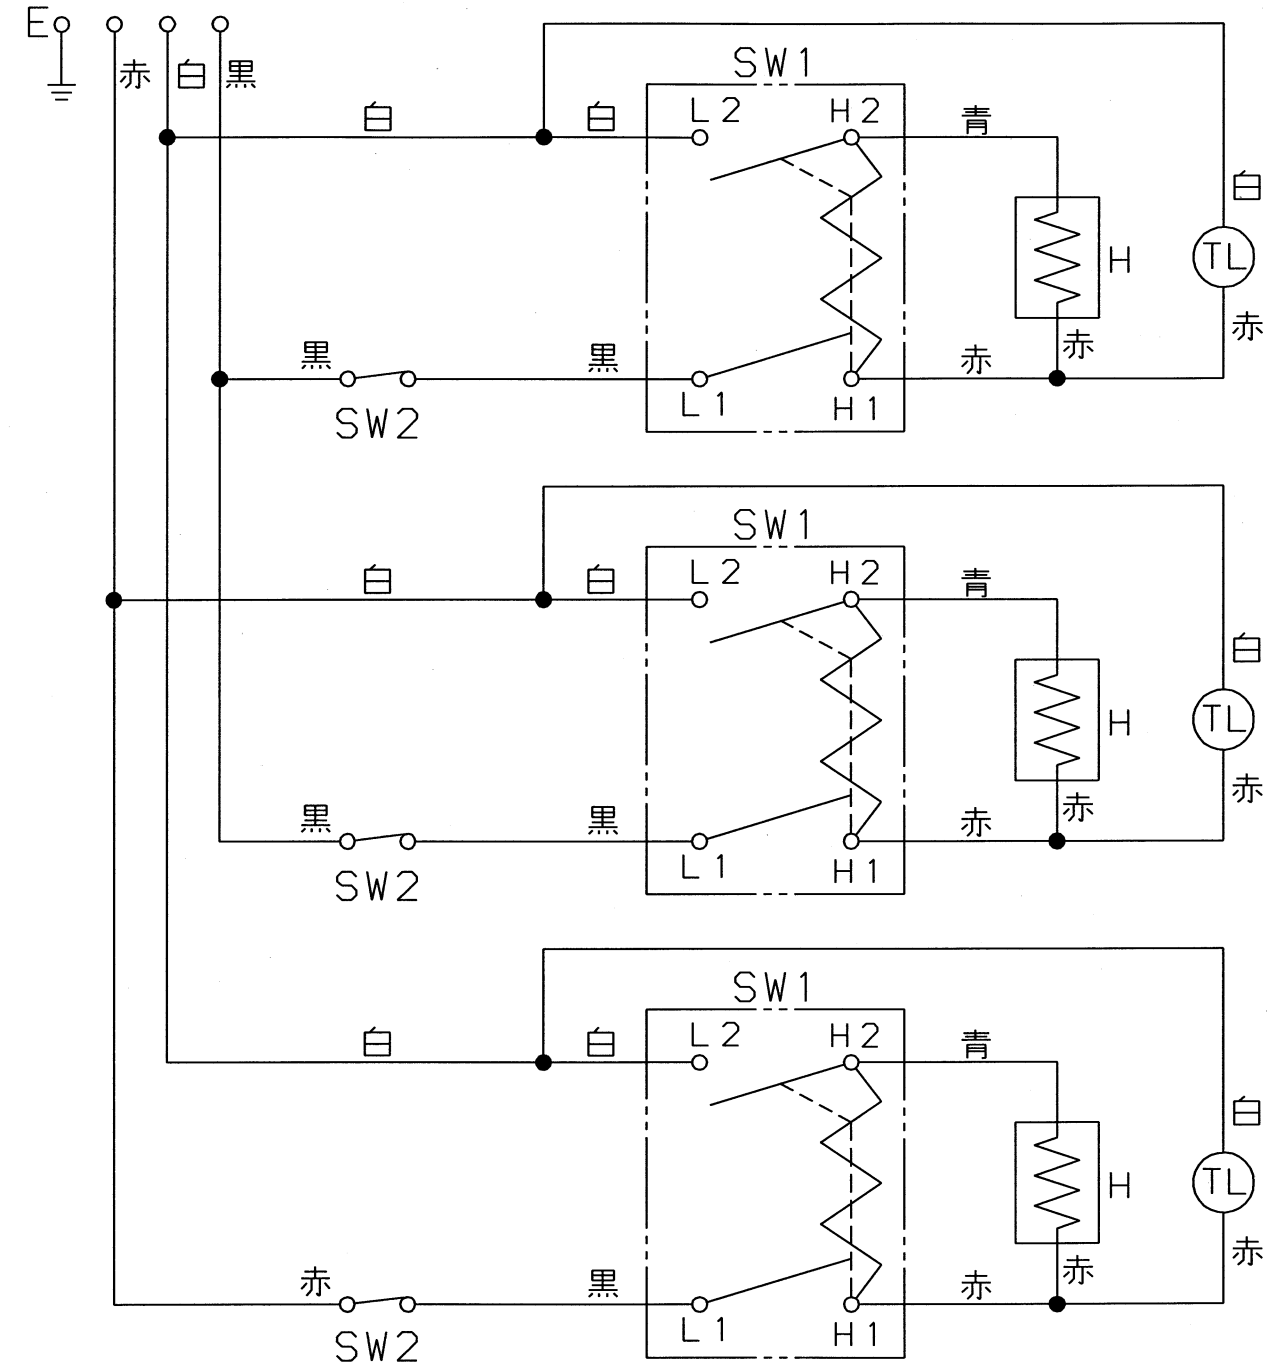 E
赤 白 黒
SW1
白 白 L2 H2 青
白
H TL
黒 黒 赤 赤 赤
SW2 L1 H1
SW1
白 白 L2 H2 青
白
H TL
黒 黒 赤 赤 赤
SW2 L1 H1
SW1
白 白 L2 H2 青
白
H TL
赤 黒 赤 赤 赤
SW2 L1 H1